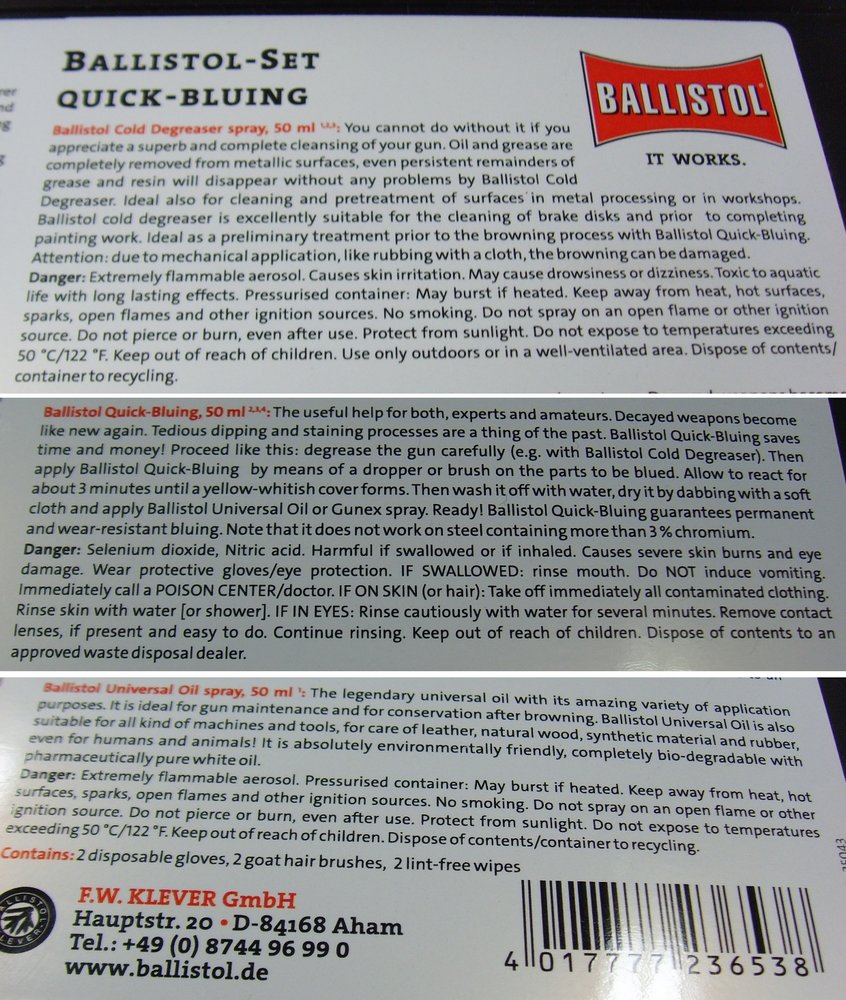 BALLISTOL-SET
QUICK-BLUING
BALLISTOL
IT WORKS.
Ballistol Cold Degreaser spray, 50 ml 1,2,3: You cannot do without it if you
appreciate a superb and complete cleansing of your gun. Oil and grease are
completely removed from metallic surfaces, even persistent remainders of
grease and resin will disappear without any problems by Ballistol Cold
Degreaser. Ideal also for cleaning and pretreatment of surfaces in metal processing or in workshops.
Ballistol cold degreaser is excellently suitable for the cleaning of brake disks and prior to completing
painting work. Ideal as a preliminary treatment prior to the browning process with Ballistol Quick-Bluing.
Attention: due to mechanical application, like rubbing with a cloth, the browning can be damaged.
Danger: Extremely flammable aerosol. Causes skin irritation. May cause drowsiness or dizziness. Toxic to aquatic
life with long lasting effects. Pressurised container: May burst if heated. Keep away from heat, hot surfaces,
sparks, open flames and other ignition sources. No smoking. Do not spray on an open flame or other ignition
source. Do not pierce or burn, even after use. Protect from sunlight. Do not expose to temperatures exceeding
50 °C/122 °F. Keep out of reach of children. Use only outdoors or in a well-ventilated area. Dispose of contents/
container to recycling.
Ballistol Quick-Bluing, 50 ml 2,3,4: The useful help for both, experts and amateurs. Decayed weapons become
like new again. Tedious dipping and staining processes are a thing of the past. Ballistol Quick-Bluing saves
time and money! Proceed like this: degrease the gun carefully (e.g. with Ballistol Cold Degreaser). Then
apply Ballistol Quick-Bluing by means of a dropper or brush on the parts to be blued. Allow to react for
about 3 minutes until a yellow-whitish cover forms. Then wash it off with water, dry it by dabbing with a soft
cloth and apply Ballistol Universal Oil or Gunex spray. Ready! Ballistol Quick-Bluing guarantees permanent
and wear-resistant bluing. Note that it does not work on steel containing more than 3 % chromium.
Danger: Selenium dioxide, Nitric acid. Harmful if swallowed or if inhaled. Causes severe skin burns and eye
damage. Wear protective gloves/eye protection. IF SWALLOWED: rinse mouth. Do NOT induce vomiting.
Immediately call a POISON CENTER/doctor. IF ON SKIN (or hair): Take off immediately all contaminated clothing.
Rinse skin with water [or shower]. IF IN EYES: Rinse cautiously with water for several minutes. Remove contact
lenses, if present and easy to do. Continue rinsing. Keep out of reach of children. Dispose of contents to an
approved waste disposal dealer.
Ballistol Universal Oil spray, 50 ml 1: The legendary universal oil with its amazing variety of application
purposes. It is ideal for gun maintenance and for conservation after browning. Ballistol Universal Oil is also
suitable for all kind of machines and tools, for care of leather, natural wood, synthetic material and rubber,
even for humans and animals! It is absolutely environmentally friendly, completely bio-degradable with
pharmaceutically pure white oil.
Danger: Extremely flammable aerosol. Pressurised container: May burst if heated. Keep away from heat, hot
surfaces, sparks, open flames and other ignition sources. No smoking. Do not spray on an open flame or other
ignition source. Do not pierce or burn, even after use. Protect from sunlight. Do not expose to temperatures
exceeding 50 °C/122 °F. Keep out of reach of children. Dispose of contents/container to recycling.
Contains: 2 disposable gloves, 2 goat hair brushes, 2 lint-free wipes
F.W. KLEVER GmbH
Hauptstr. 20 • D-84168 Aham
Tel.: +49 (0) 8744 96 99 0
www.ballistol.de
4 017777 236538